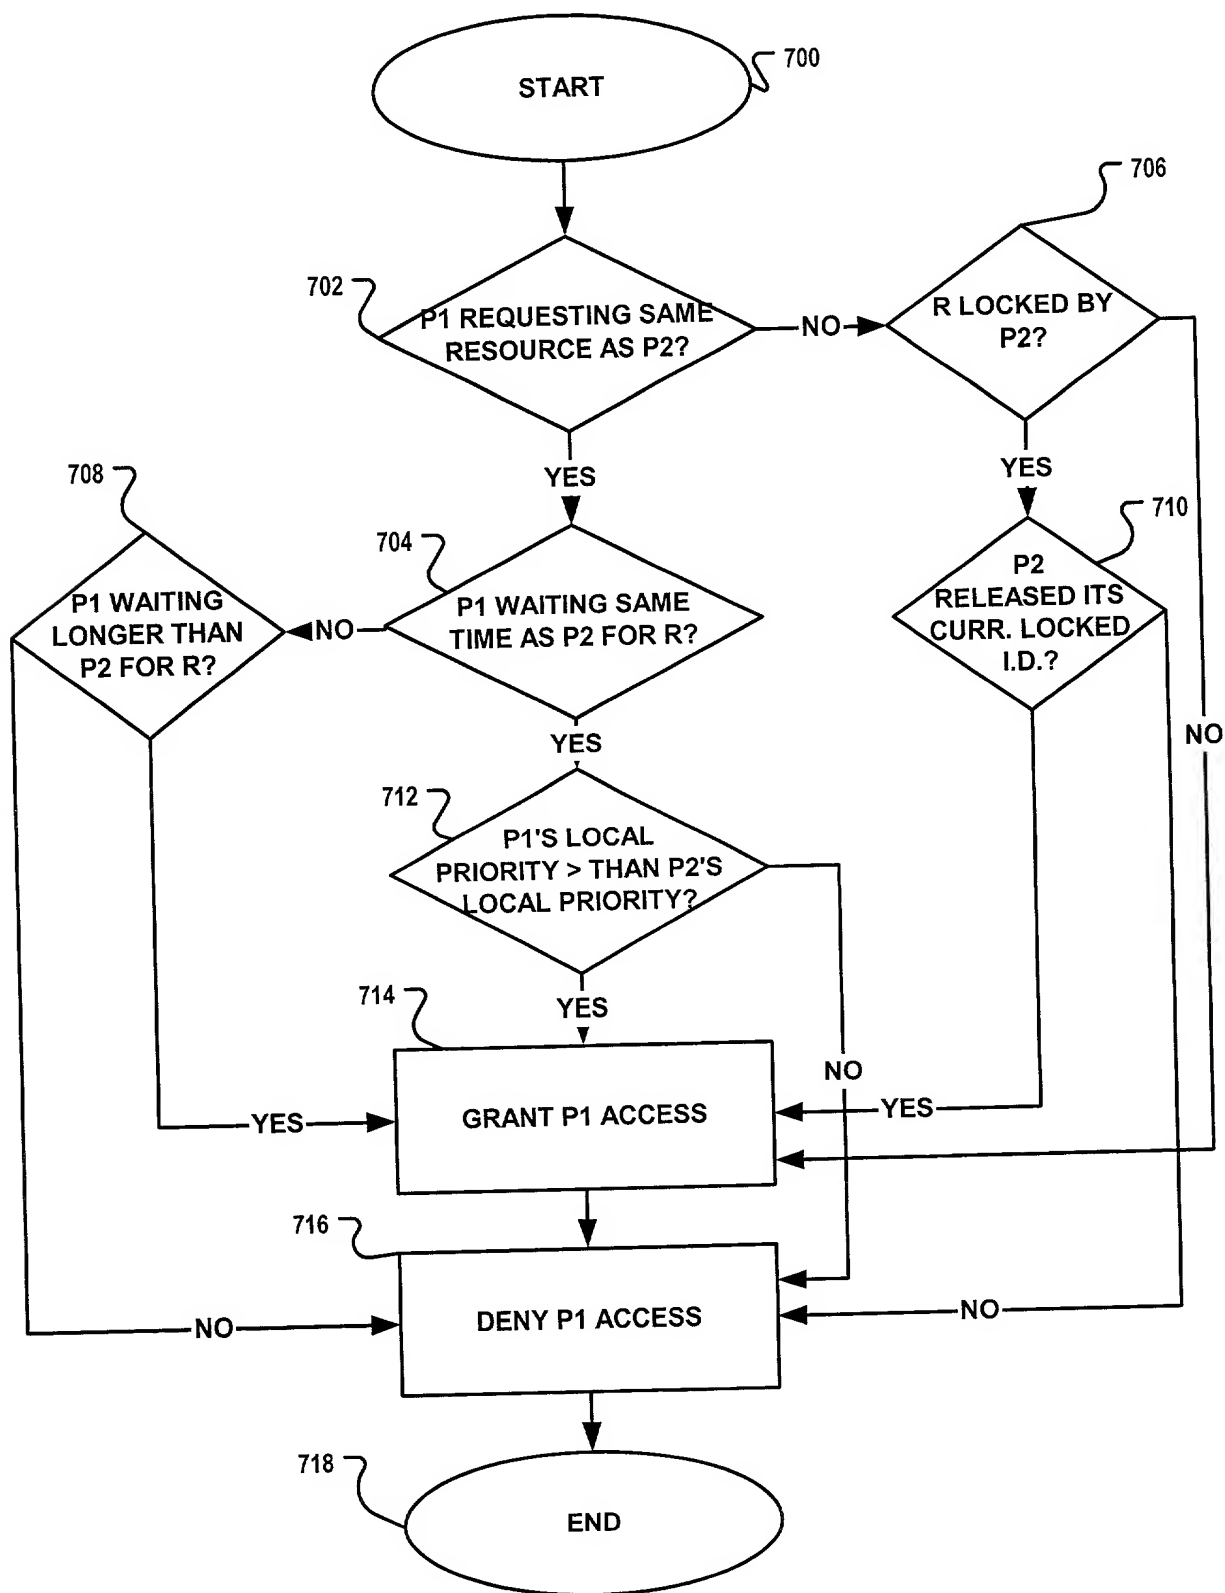 START
700
706
702
P1 REQUESTING SAME
RESOURCE AS P2?
NO
R LOCKED BY
P2?
YES
YES
708
704
710
P1 WAITING
LONGER THAN
P2 FOR R?
NO
P1 WAITING SAME
TIME AS P2 FOR R?
P2
RELEASED ITS
CURR. LOCKED
I.D.?
YES
NO
712
P1'S LOCAL
PRIORITY > THAN P2'S
LOCAL PRIORITY?
714
YES
NO
YES
GRANT P1 ACCESS
YES
716
NO
DENY P1 ACCESS
NO
718
END